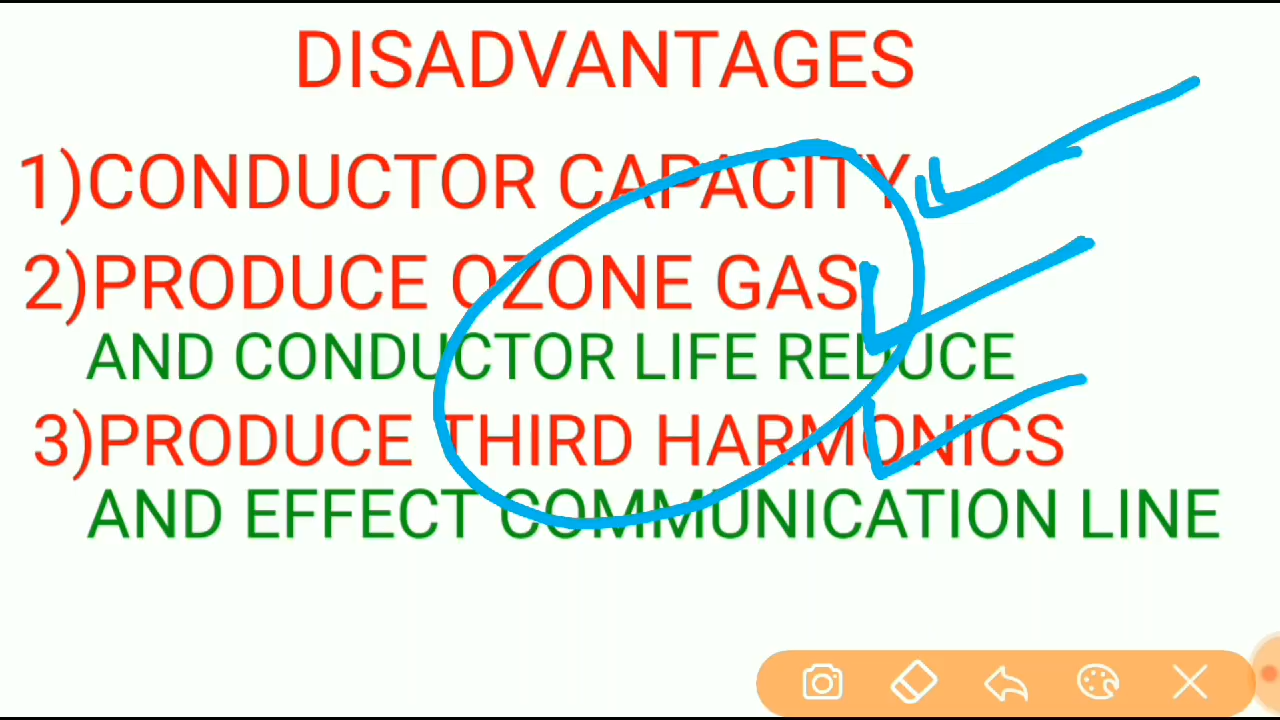 DISADVANTAGES
1)CONDUCTOR CAPACITY
2)PRODUCE OZONE GAS
AND CONDUCTOR LIFE REDUCE
3)PRODUCE THIRD HARMONICS
AND EFFECT COMMUNICATION LINE